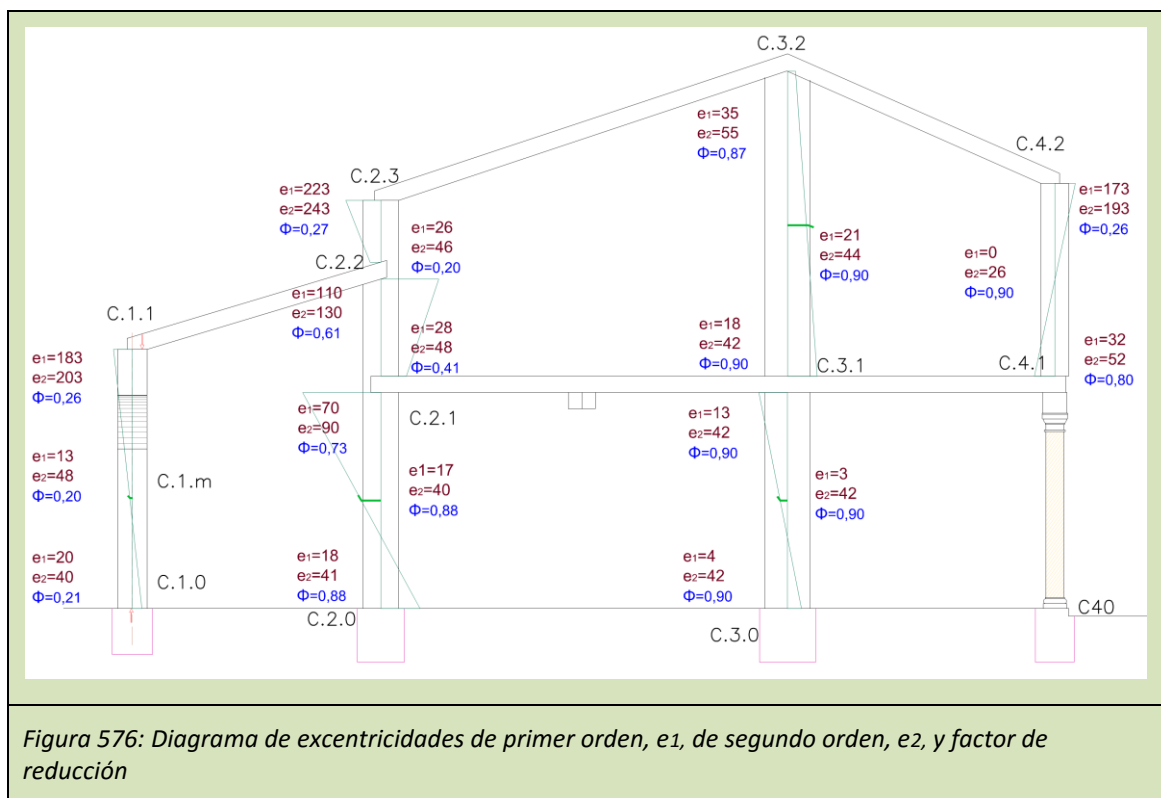 C.3.2
e1=35
e2=55
Φ=0,87
C.4.2
C.2.3
e1=223
e2=243
Φ=0,27
e1=173
e2=193
Φ=0,26
e1=26
e2=46
Φ=0,20
e1=21
e2=44
Φ=0,90
e1=0
e2=26
Φ=0,90
C.2.2
e1=110
e2=130
Φ=0,61
C.1.1
e1=28
e2=48
Φ=0,41
e1=18
e2=42
Φ=0,90
C.3.1
C.4.1
e1=32
e2=52
Φ=0,80
e1=183
e2=203
Φ=0,26
e1=70
e2=90
Φ=0,73
C.2.1
e1=13
e2=42
Φ=0,90
e1=13
e2=48
Φ=0,20
C.1.m
e1=17
e2=40
Φ=0,88
e1=3
e2=42
Φ=0,90
e1=20
e2=40
Φ=0,21
C.1.0
e1=18
e2=41
Φ=0,88
C.2.0
e1=4
e2=42
Φ=0,90
C.3.0
C40
Figura 576: Diagrama de excentricidades de primer orden, e1, de segundo orden, e2, y factor de
reducción